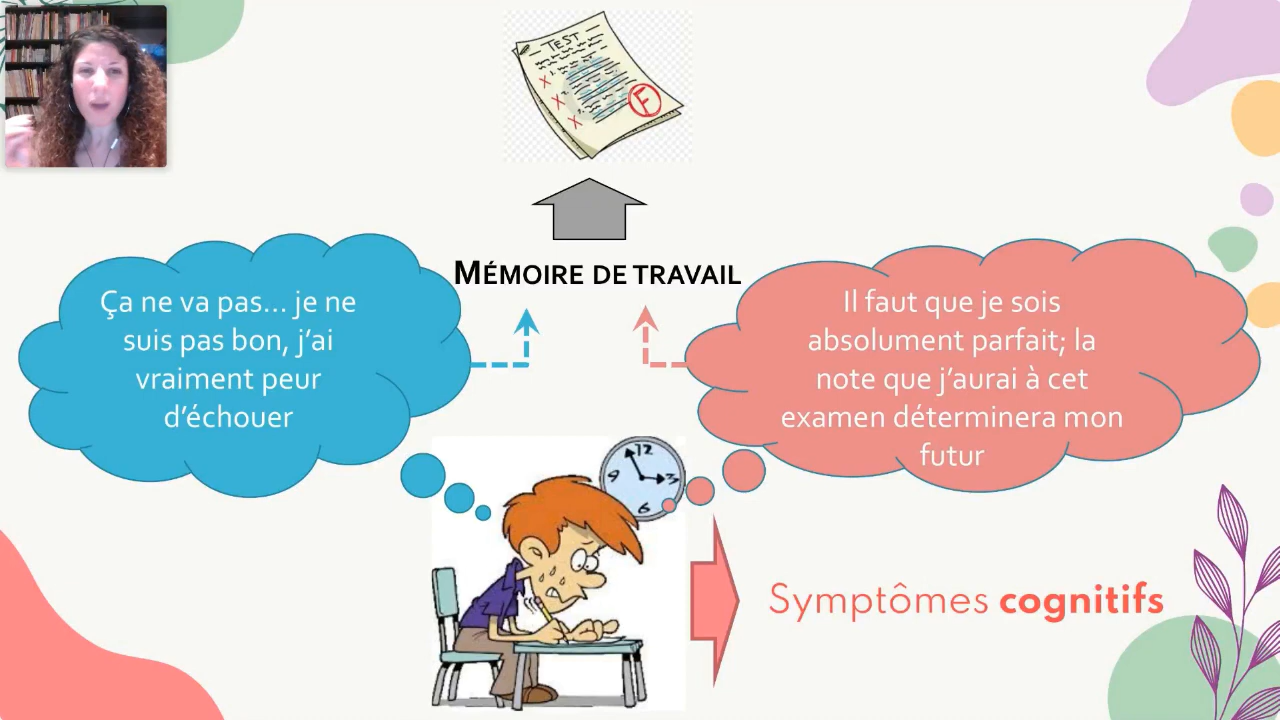 TEST
F
MÉMOIRE DE TRAVAIL
Ça ne va pas... je ne
suis pas bon, j'ai
vraiment peur
d'échouer
Il faut que je sois
absolument parfait; la
note que j'aurai à cet
examen déterminera mon
futur
12
9
3
6
Symptômes cognitifs